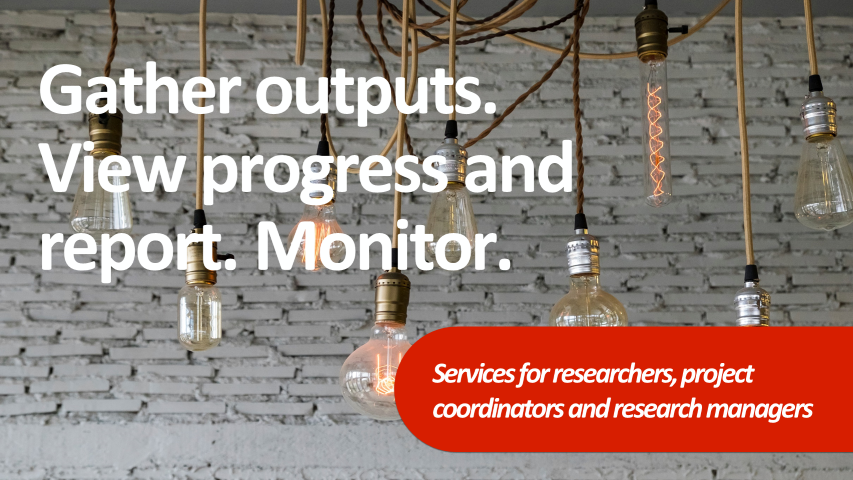 Gather outputs.
View progress and
report. Monitor.
Services for researchers, project
coordinators and research managers